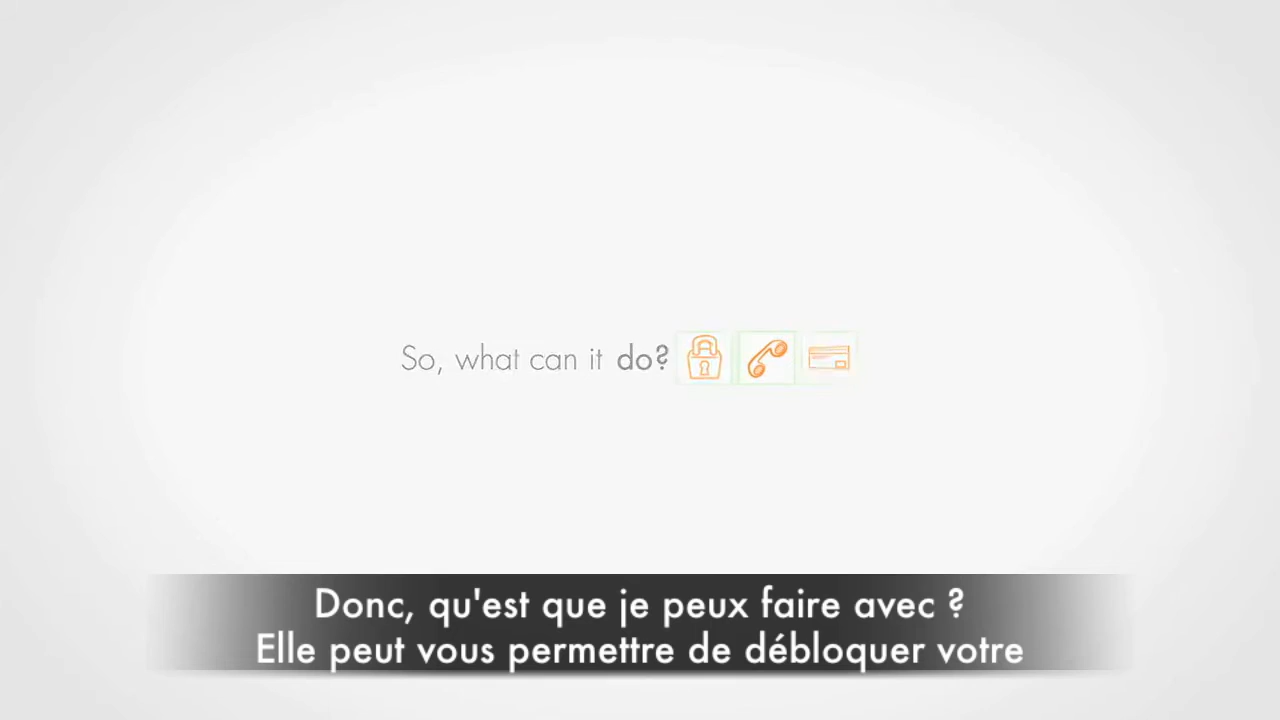 So, what can it do?
Donc, qu'est que je peux faire avec ?
Elle peut vous permettre de débloquer votre